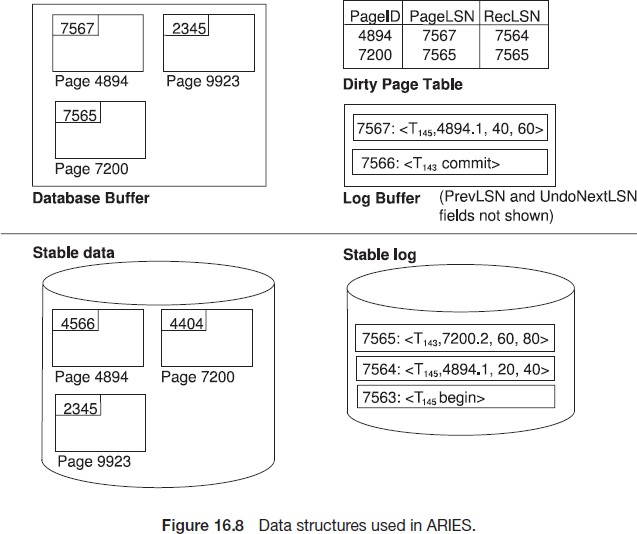 7567
2345
Page 4894
Page 9923
7565
Page 7200
Database Buffer
PageID PageLSN RecLSN
4894 7567 7564
7200 7565 7565
Dirty Page Table
7567: <T145,4894.1, 40, 60>
7566: <T143 commit>
Log Buffer
(PrevLSN and UndoNextLSN
fields not shown)
Stable data
4566
4404
Page 4894
Page 7200
2345
Page 9923
Stable log
7565: <T143,7200.2, 60, 80>
7564: <T145,4894.1, 20, 40>
7563: <T145 begin>
Figure 16.8 Data structures used in ARIES.